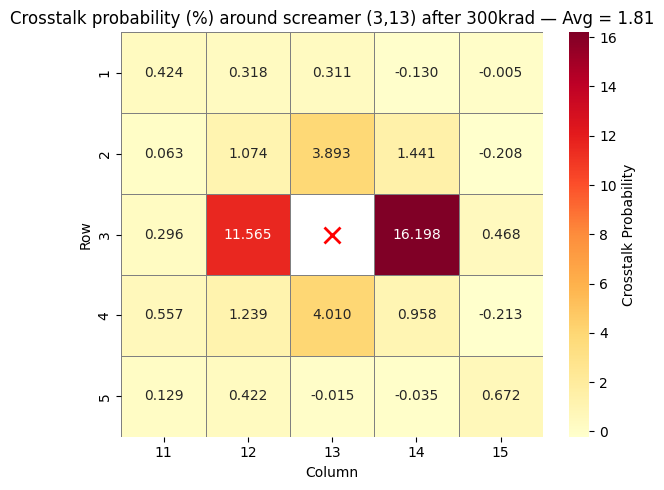 Crosstalk probability (%) around screamer (3,13) after 300krad — Avg = 1.81
1 0.424 0.318 0.311 -0.130 -0.005
2 0.063 1.074 3.893 1.441 -0.208
3 0.296 11.565 16.198 0.468
4 0.557 1.239 4.010 0.958 -0.213
5 0.129 0.422 -0.015 -0.035 0.672
11 12 13 14 15
Column
Row
16
14
12
10
8
6
4
2
0
Crosstalk Probability